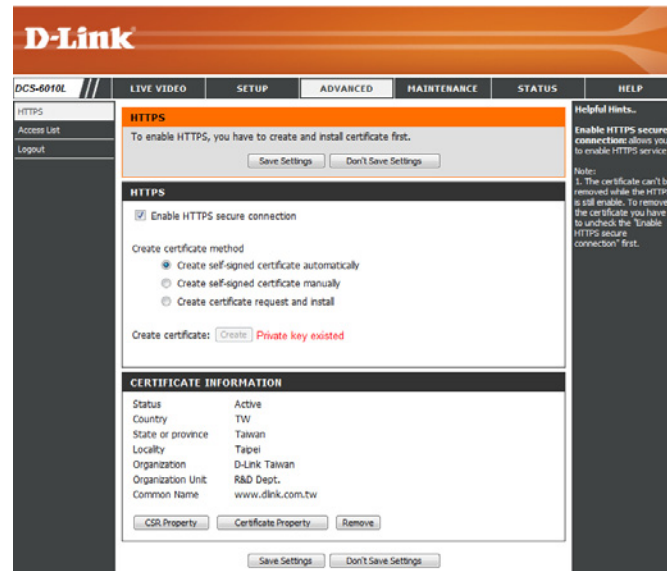 D-Link
DCS-6010L
LIVE VIDEO
SETUP
ADVANCED
MAINTENANCE
STATUS
HELP
HTTPS
Access List
Logout
HTTPS
To enable HTTPS, you have to create and install certificate first.
Save Settings
Don't Save Settings
HTTPS
Enable HTTPS secure connection
Create certificate method
Create self-signed certificate automatically
Create self-signed certificate manually
Create certificate request and install
Create certificate: Create Private key existed
CERTIFICATE INFORMATION
Status Active
Country TW
State or province Taiwan
Locality Taipei
Organization D-Link Taiwan
Organization Unit R&D Dept.
Common Name www.dlink.com.tw
CSR Property
Certificate Property
Remove
Save Settings
Don't Save Settings
Helpful Hints..
Enable HTTPS secure
connection: allows you
to enable HTTPS service
Note:
1. The certificate can't b
removed while the HTTP
is still enable. To remove
the certificate you have
to uncheck the "Enable
HTTPS secure
connection" first.